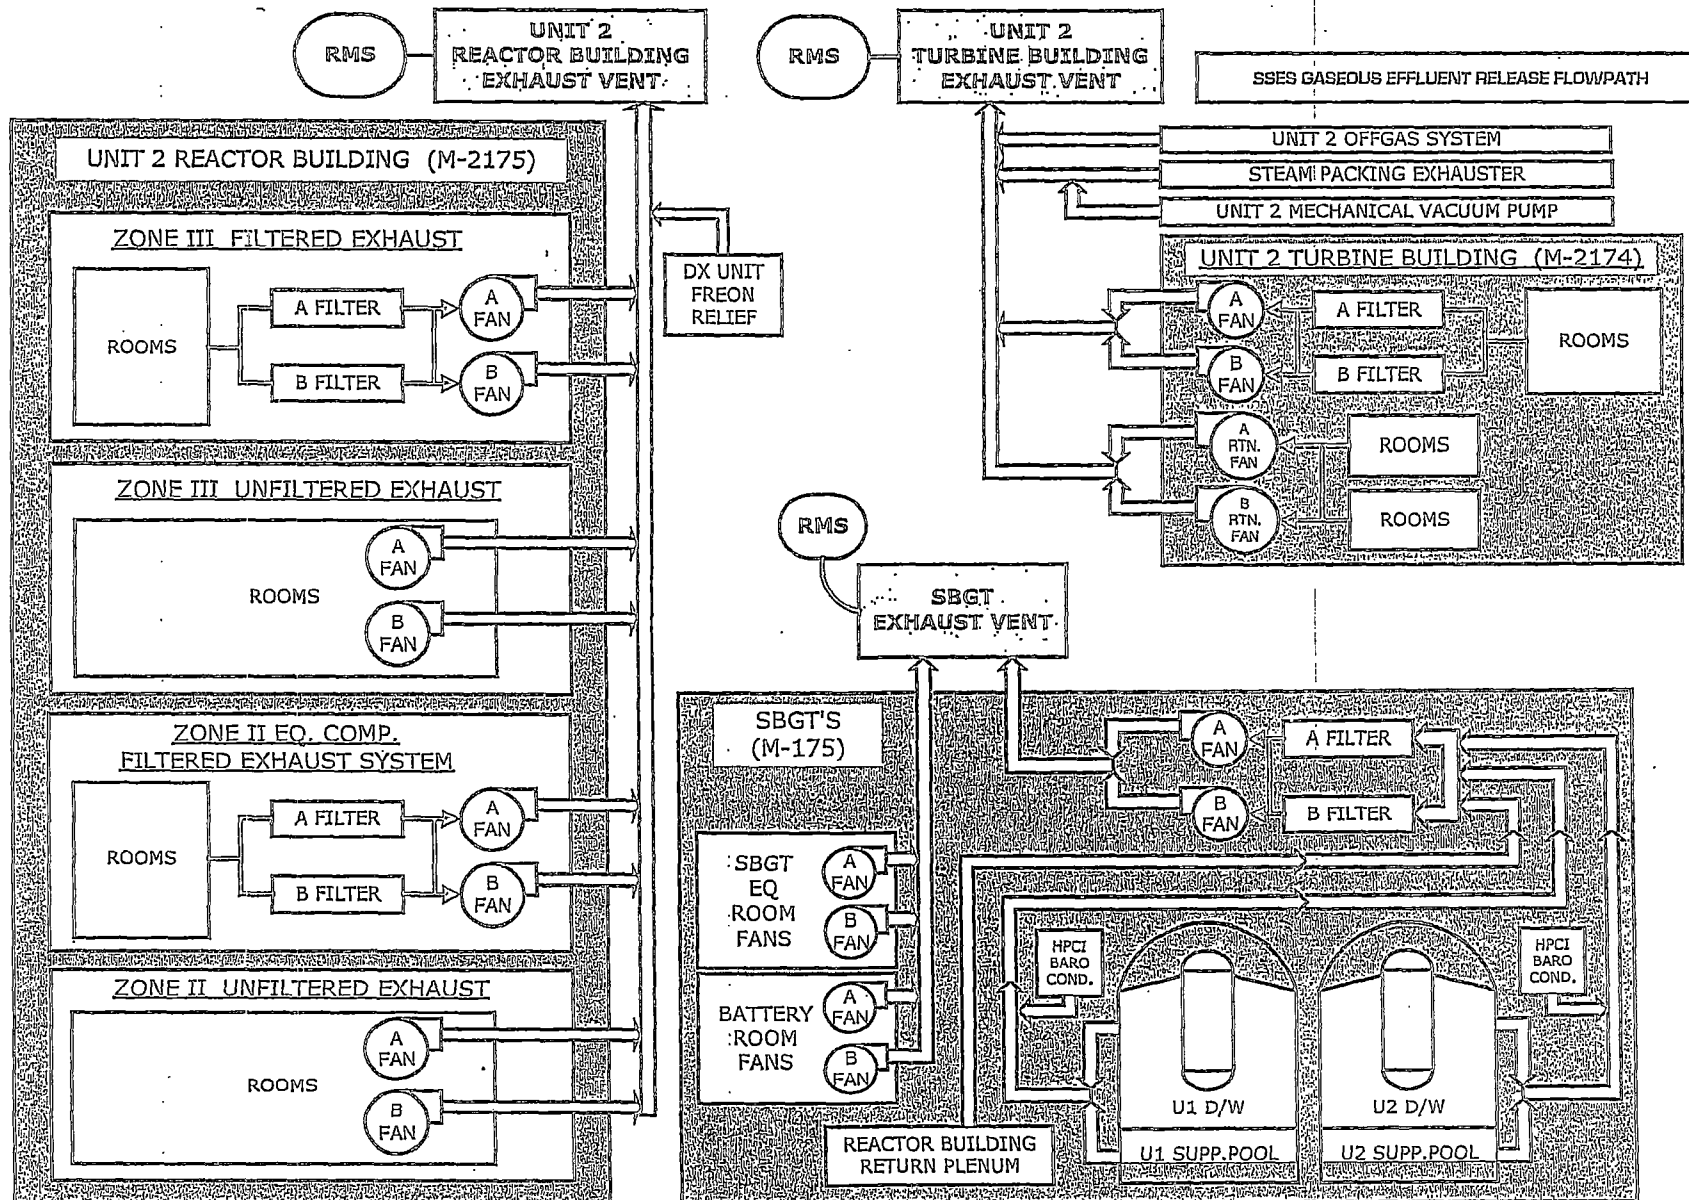 RMS
UNIT 2
REACTOR BUILDING
EXHAUST VENT
RMS
UNIT 2
TURBINE BUILDING
EXHAUST VENT
SSES GASEOUS EFFLUENT RELEASE FLOWPATH
UNIT 2 REACTOR BUILDING (M-2175)
ZONE III FILTERED EXHAUST
ROOMS
A FILTER
B FILTER
A
FAN
B
FAN
DX UNIT
FREON
RELIEF
ZONE III UNFILTERED EXHAUST
ROOMS
A
FAN
B
FAN
ZONE II EQ. COMP.
FILTERED EXHAUST SYSTEM
ROOMS
A FILTER
B FILTER
A
FAN
B
FAN
ZONE II UNFILTERED EXHAUST
ROOMS
A
FAN
B
FAN
UNIT 2 OFFGAS SYSTEM
STEAM PACKING EXHAUSTER
UNIT 2 MECHANICAL VACUUM PUMP
UNIT 2 TURBINE BUILDING (M-2174)
A
FAN
B
FAN
A FILTER
B FILTER
ROOMS
A
RTN.
FAN
B
RTN.
FAN
ROOMS
ROOMS
RMS
SBGT
EXHAUST VENT
SBGT'S
(M-175)
A
FAN
B
FAN
A FILTER
B FILTER
SBGT
EQ
ROOM
FANS
A
FAN
B
FAN
BATTERY
ROOM
FANS
A
FAN
B
FAN
REACTOR BUILDING
RETURN PLENUM
HPCI
BARO
COND.
U1 D/W
U1 SUPP.POOL
U2 D/W
U2 SUPP.POOL
HPCI
BARO
COND.